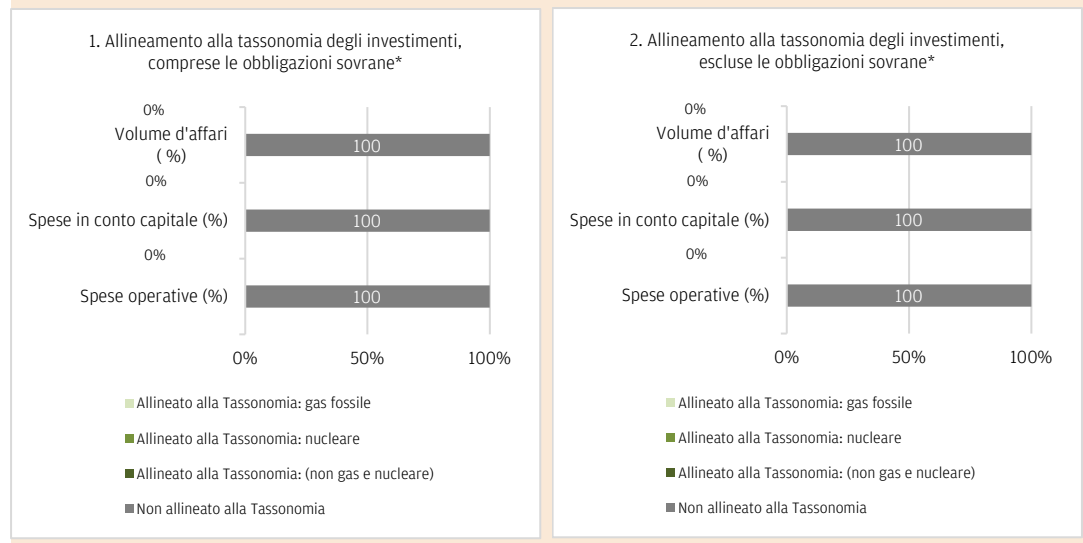 1. Allineamento alla tassonomia degli investimenti,
comprese le obbligazioni sovrane*
0%
Volume d'affari
( %)
100
0%
Spese in conto capitale (%)
100
0%
Spese operative (%)
100
0%
50%
100%
Allineato alla Tassonomia: gas fossile
Allineato alla Tassonomia: nucleare
Allineato alla Tassonomia: (non gas e nucleare)
Non allineato alla Tassonomia
2. Allineamento alla tassonomia degli investimenti,
escluse le obbligazioni sovrane*
0%
Volume d'affari
( %)
100
0%
Spese in conto capitale (%)
100
0%
Spese operative (%)
100
0%
50%
100%
Allineato alla Tassonomia: gas fossile
Allineato alla Tassonomia: nucleare
Allineato alla Tassonomia: (non gas e nucleare)
Non allineato alla Tassonomia